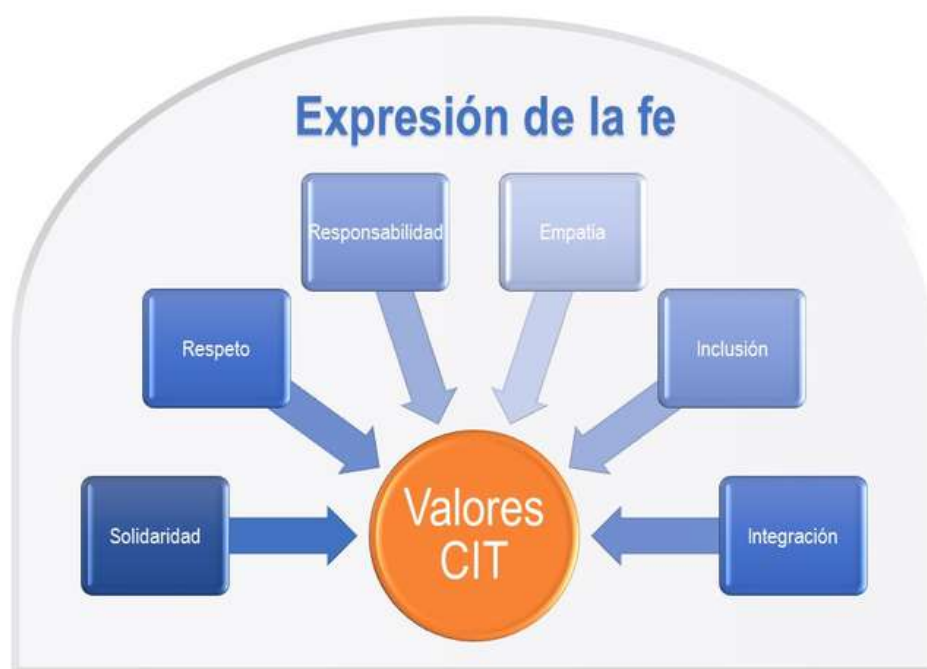 Expresión de la fe
Responsabilidad
Empatía
Respeto
Inclusión
Solidaridad
Valores
CIT
Integración